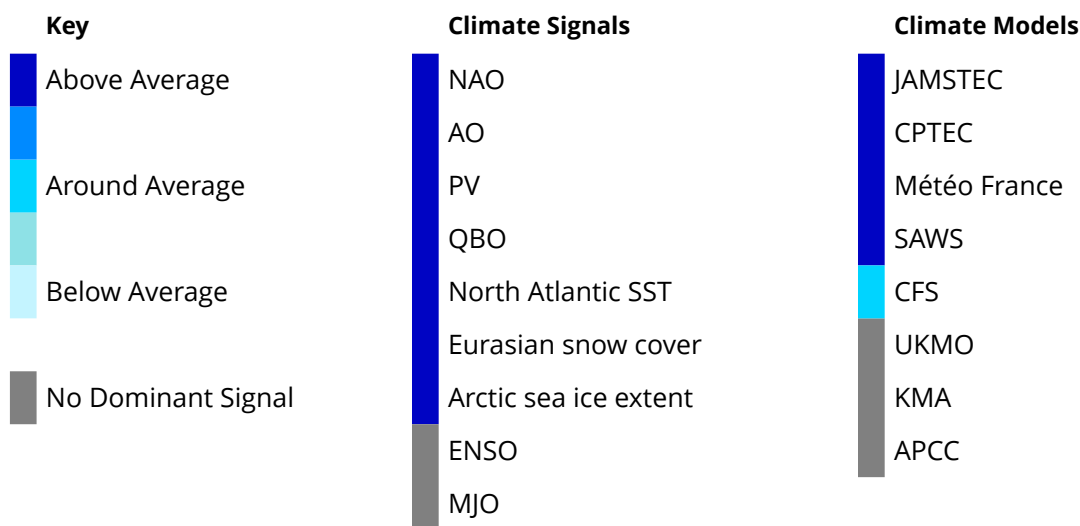 Key
Above Average
Around Average
Below Average
No Dominant Signal
Climate Signals
NAO
AO
PV
QBO
North Atlantic SST
Eurasian snow cover
Arctic sea ice extent
ENSO
MJO
Climate Models
JAMSTEC
CPTEC
Météo France
SAWS
CFS
UKMO
KMA
APCC